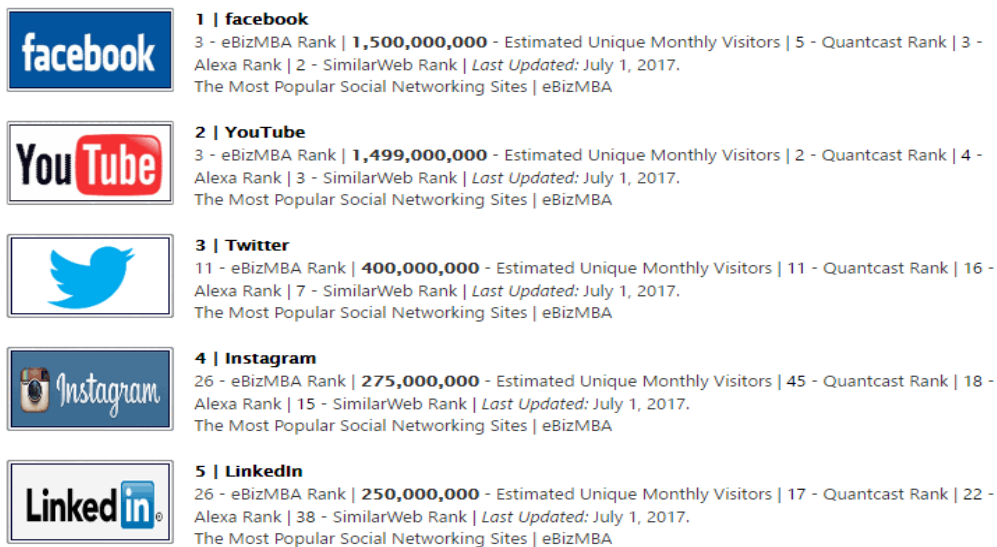 facebook
1 | facebook
3 - eBizMBA Rank | 1,500,000,000 - Estimated Unique Monthly Visitors | 5 - Quantcast Rank | 3 -
Alexa Rank | 2 - SimilarWeb Rank | Last Updated: July 1, 2017.
The Most Popular Social Networking Sites | eBizMBA
YouTube
2 | YouTube
3 - eBizMBA Rank | 1,499,000,000 - Estimated Unique Monthly Visitors | 2 - Quantcast Rank | 4 -
Alexa Rank | 3 - SimilarWeb Rank | Last Updated: July 1, 2017.
The Most Popular Social Networking Sites | eBizMBA
3 | Twitter
11 - eBizMBA Rank | 400,000,000 - Estimated Unique Monthly Visitors | 11 - Quantcast Rank | 16 -
Alexa Rank | 7 - SimilarWeb Rank | Last Updated: July 1, 2017.
The Most Popular Social Networking Sites | eBizMBA
Instagram
4 | Instagram
26 - eBizMBA Rank | 275,000,000 - Estimated Unique Monthly Visitors | 45 - Quantcast Rank | 18 -
Alexa Rank | 15 - SimilarWeb Rank | Last Updated: July 1, 2017.
The Most Popular Social Networking Sites | eBizMBA
Linked in®
5 | LinkedIn
26 - eBizMBA Rank | 250,000,000 - Estimated Unique Monthly Visitors | 17 - Quantcast Rank | 22 -
Alexa Rank | 38 - SimilarWeb Rank | Last Updated: July 1, 2017.
The Most Popular Social Networking Sites | eBizMBA